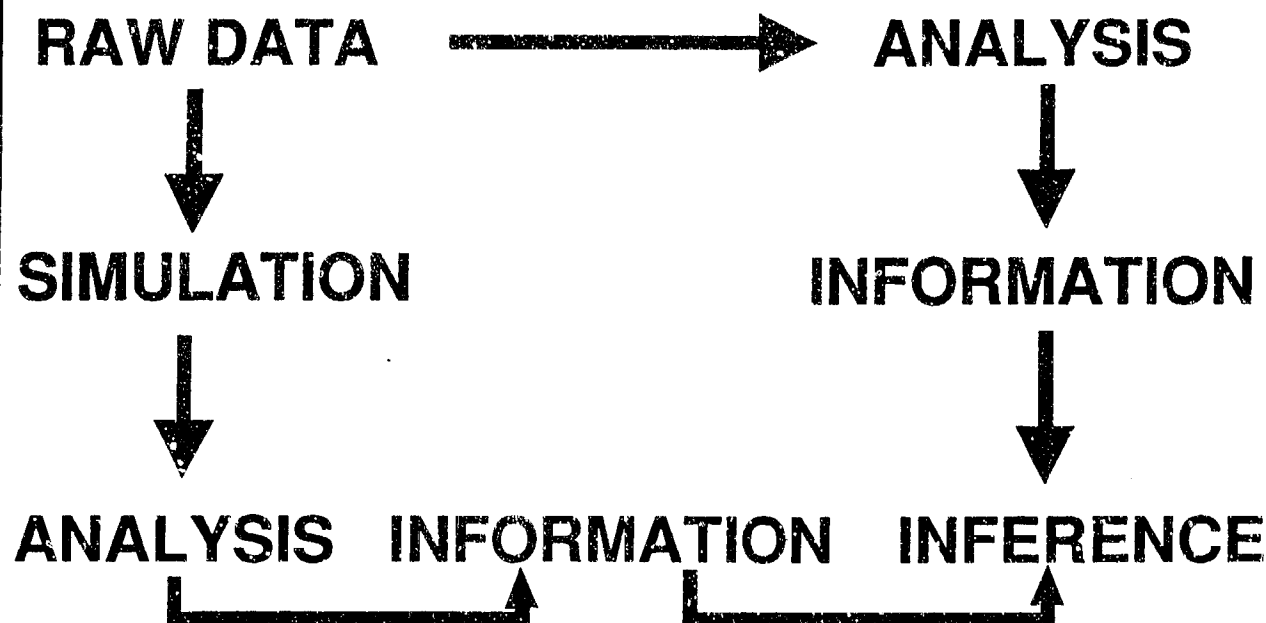 RAW DATA ANALYSIS
SIMULATION INFORMATION
ANALYSIS INFORMATION INFERENCE